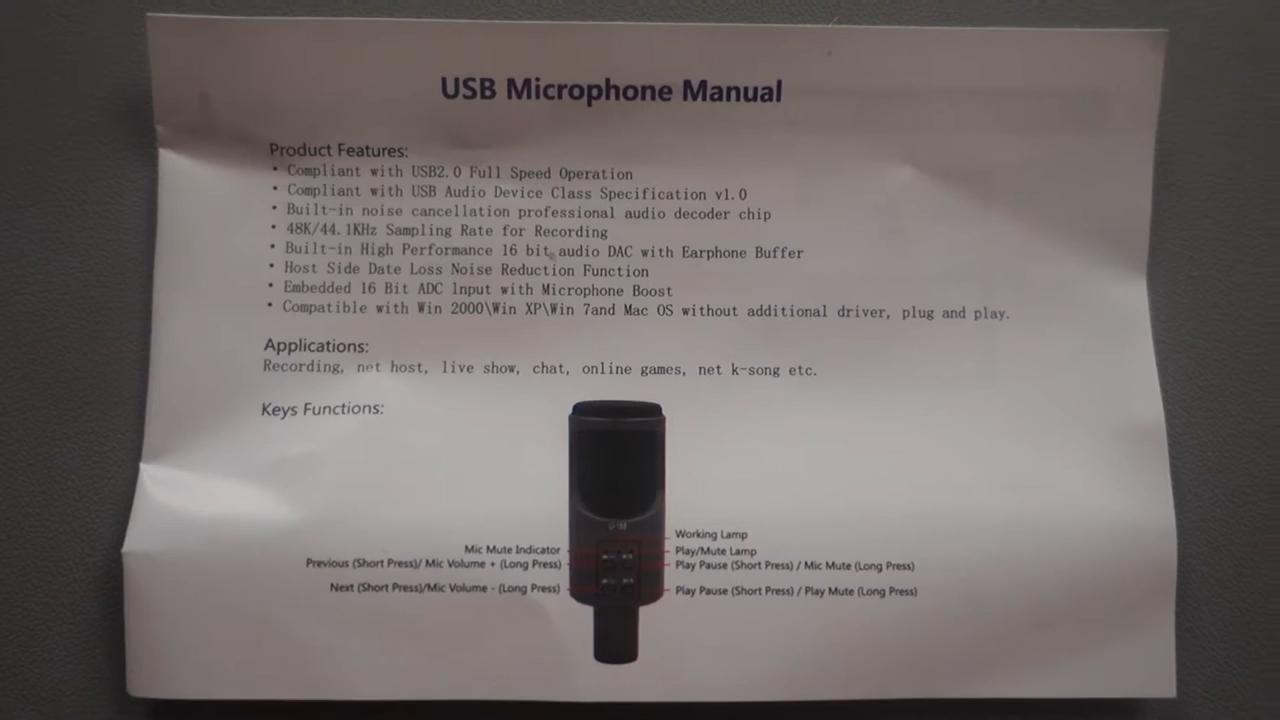 USB Microphone Manual
Product Features:
• Compliant with USB2.0 Full Speed Operation
• Compliant with USB Audio Device Class Specification v1.0
• Built-in noise cancellation professional audio decoder chip
• 48K/44.1KHz Sampling Rate for Recording
• Built-in High Performance 16 bit audio DAC with Earphone Buffer
• Host Side Date Loss Noise Reduction Function
• Embedded 16 Bit ADC lnput with Microphone Boost
• Compatible with Win 2000\Win XP\Win 7and Mac OS without additional driver, plug and play.
Applications:
Recording, net host, live show, chat, online games, net k-song etc.
Keys Functions:
Working Lamp
Mic Mute Indicator
Play/Mute Lamp
Previous (Short Press)/ Mic Volume + (Long Press)
Play Pause (Short Press) / Mic Mute (Long Press)
Next (Short Press)/Mic Volume - (Long Press)
Play Pause (Short Press) / Play Mute (Long Press)